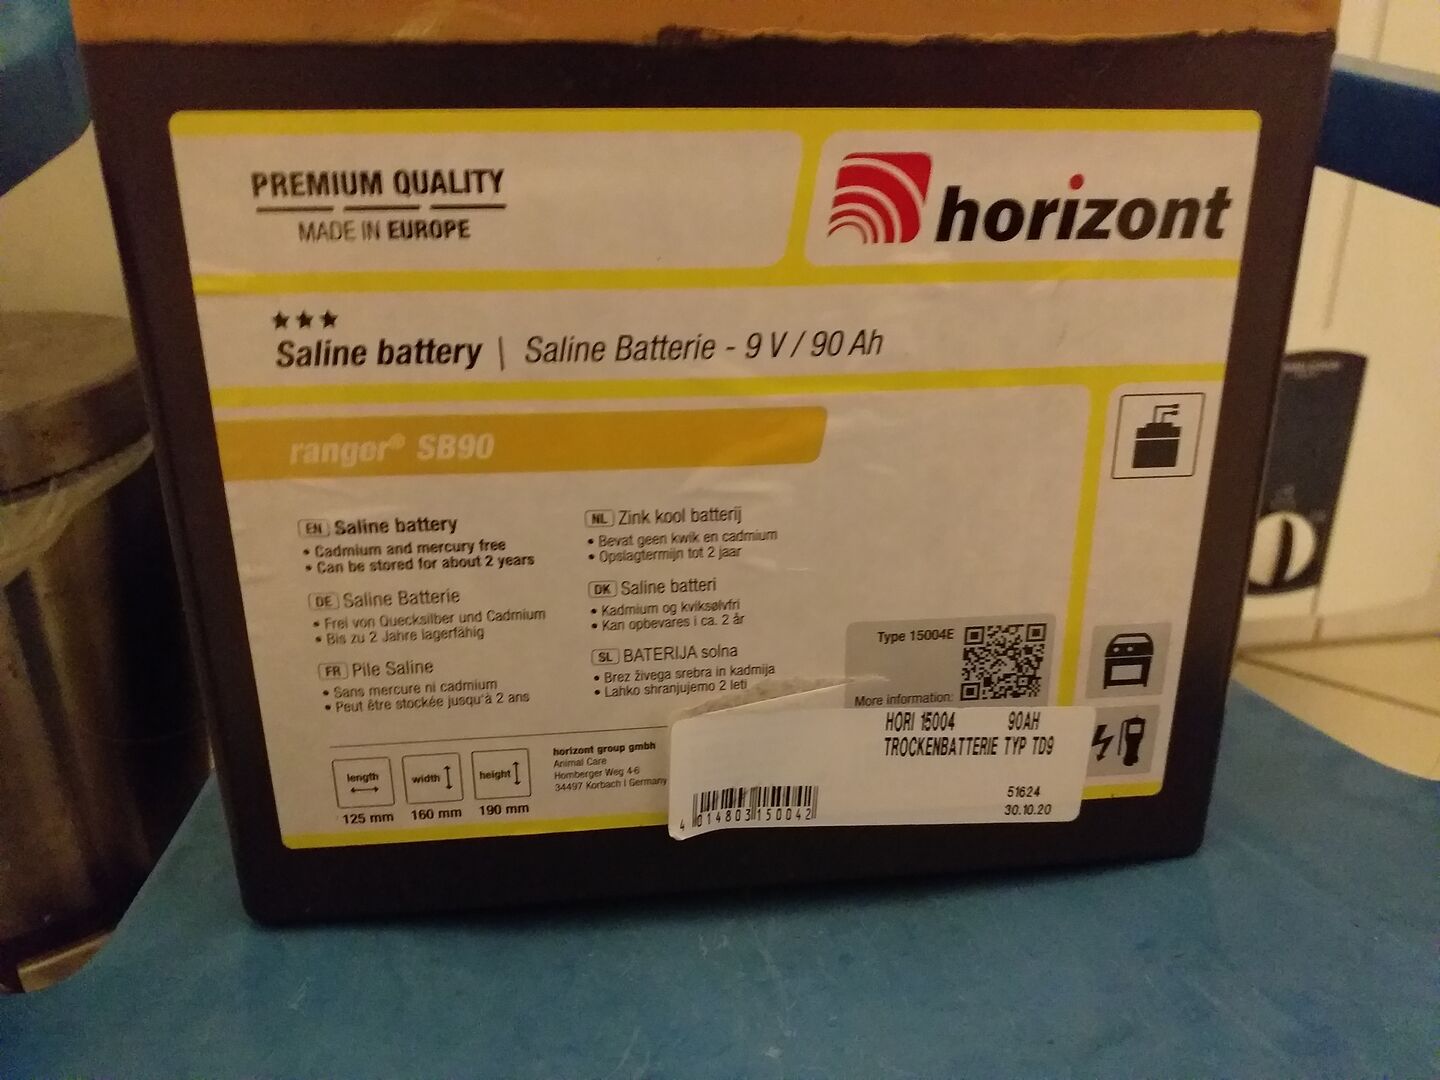 PREMIUM QUALITY
MADE IN EUROPE
horizont
Saline battery | Saline Batterie - 9 V / 90 Ah
ranger® SB90
EN Saline battery
• Cadmium and mercury free
• Can be stored for about 2 years
DE Saline Batterie
• Frei von Quecksilber und Cadmium
• Bis zu 2 Jahre lagerfähig
FR Pile Saline
• Sans mercure ni cadmium
• Peut être stockée jusqu'à 2 ans
NL Zink kool batterij
• Bevat geen kwik en cadmium
• Opslagtermijn tot 2 jaar
DK Saline batteri
• Kadmium og kviksølvfri
• Kan opbevares i ca. 2 år
SL BATERIJA solna
• Brez živega srebra in kadmija
• Lahko shranjujemo 2 leti
Type 15004E
More information:
length
125 mm
width
160 mm
height
190 mm
horizont group gmbh
Animal Care
Homberger Weg 4-6
34497 Korbach | Germany
HORI 15004 90AH
TROCKENBATTERIE TYP TD9
4 014803 150042
51624
30.10.20